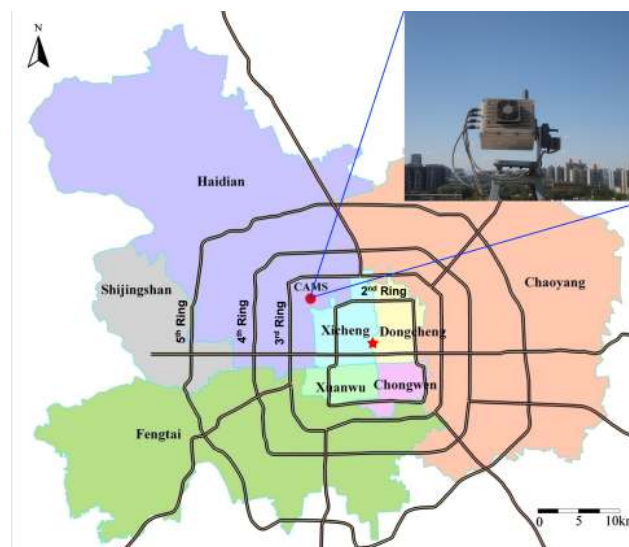 N
Haidian
Shijingshan
CAMS
Chaoyang
2nd Ring
5th Ring
4th Ring
3rd Ring
Xicheng
Dongcheng
Xuanwu
Chongwen
Fengtai
0 5 10km